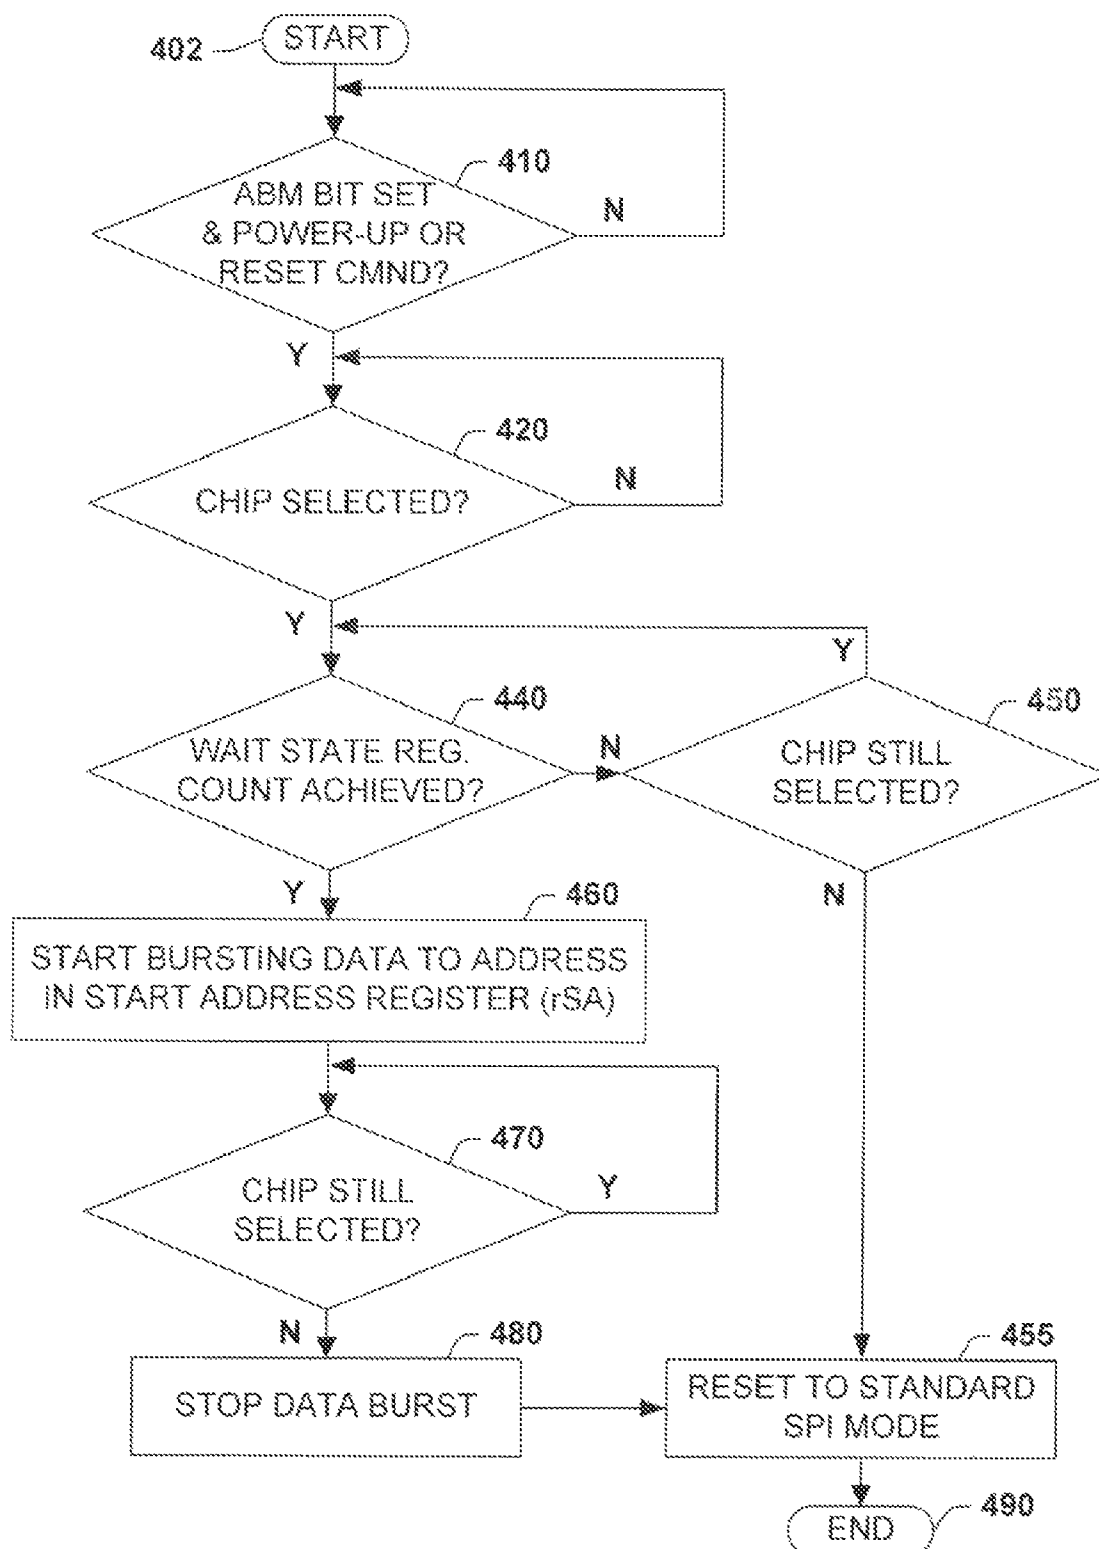 START
402
410
ABM BIT SET
& POWER-UP OR
RESET CMND?
N
Y
420
CHIP SELECTED?
N
Y
440
WAIT STATE REG.
COUNT ACHIEVED?
N
Y
450
CHIP STILL
SELECTED?
Y
N
460
START BURSTING DATA TO ADDRESS
IN START ADDRESS REGISTER (rSA)
470
CHIP STILL
SELECTED?
Y
N
480
STOP DATA BURST
455
RESET TO STANDARD
SPI MODE
END
490